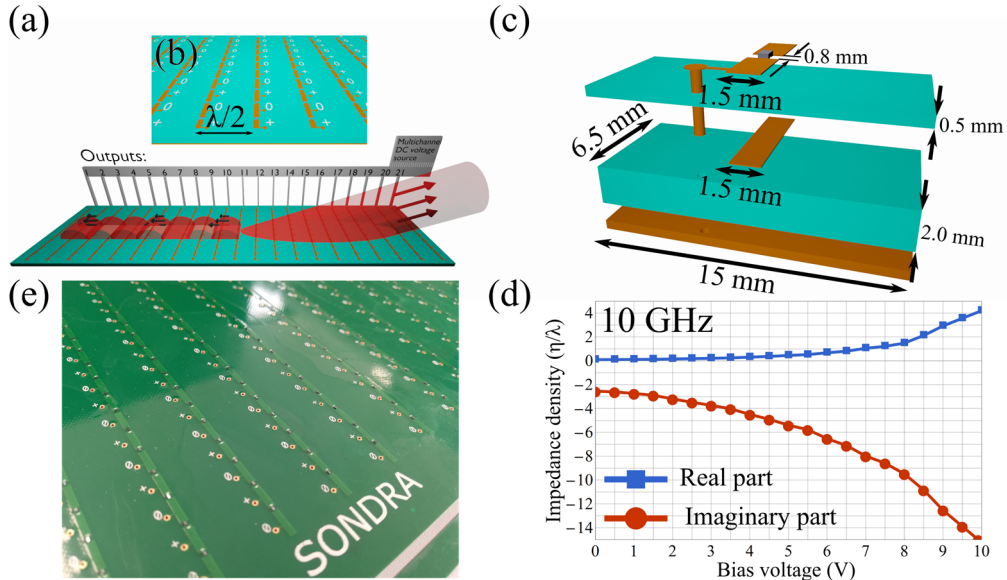 (a)
(b)
λ/2
Outputs:
Multichannel
DC voltage
source
1 2 3 4 5 6 7 8 9 10 11 12 13 14 15 16 17 18 19 20 21
(c)
0.8 mm
1.5 mm
0.5 mm
6.5 mm
1.5 mm
2.0 mm
15 mm
(e)
SONDRA
(d)
10 GHz
Impedance density (η/λ)
4
2
0
−2
−4
−6
−8
−10
−12
−14
Real part
Imaginary part
0 1 2 3 4 5 6 7 8 9 10
Bias voltage (V)